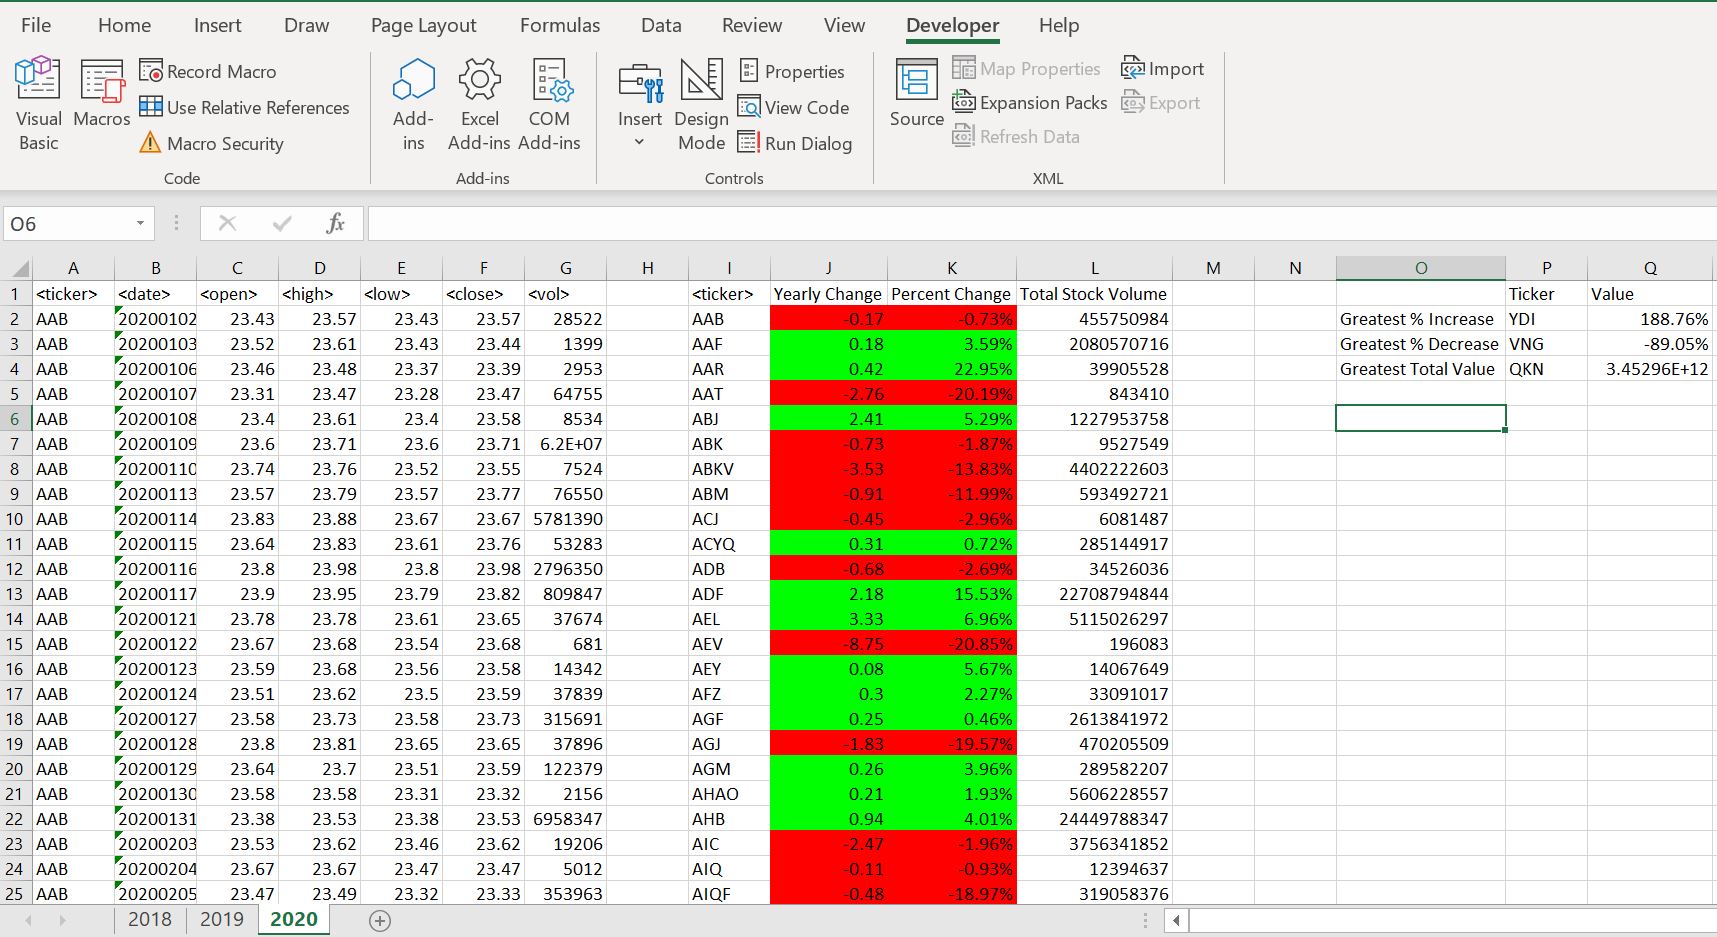 File Home Insert Draw Page Layout Formulas Data Review View Developer Help
Visual Basic
Macros
Record Macro
Use Relative References
Macro Security
Code
Add-ins
Excel Add-ins
COM Add-ins
Add-ins
Insert
Design Mode
Properties
View Code
Run Dialog
Controls
Source
Map Properties
Expansion Packs
Refresh Data
Import
Export
XML
O6 fx
A B C D E F G H I J K L M N O P Q
1 <ticker> <date> <open> <high> <low> <close> <vol> <ticker> Yearly Change Percent Change Total Stock Volume Ticker Value
2 AAB 20200102 23.43 23.57 23.43 23.57 28522 AAB -0.17 -0.73% 455750984 Greatest % Increase YDI 188.76%
3 AAB 20200103 23.52 23.61 23.43 23.44 1399 AAF 0.18 3.59% 2080570716 Greatest % Decrease VNG -89.05%
4 AAB 20200106 23.46 23.48 23.37 23.39 2953 AAR 0.42 22.95% 39905528 Greatest Total Value QKN 3.45296E+12
5 AAB 20200107 23.31 23.47 23.28 23.47 64755 AAT -2.76 -20.19% 843410
6 AAB 20200108 23.4 23.61 23.4 23.58 8534 ABJ 2.41 5.29% 1227953758
7 AAB 20200109 23.6 23.71 23.6 23.71 6.2E+07 ABK -0.73 -1.87% 9527549
8 AAB 20200110 23.74 23.76 23.52 23.55 7524 ABKV -3.53 -13.83% 4402222603
9 AAB 20200113 23.57 23.79 23.57 23.77 76550 ABM -0.91 -11.99% 593492721
10 AAB 20200114 23.83 23.88 23.67 23.67 5781390 ACJ -0.45 -2.96% 6081487
11 AAB 20200115 23.64 23.83 23.61 23.76 53283 ACYQ 0.31 0.72% 285144917
12 AAB 20200116 23.8 23.98 23.8 23.98 2796350 ADB -0.68 -2.69% 34526036
13 AAB 20200117 23.9 23.95 23.79 23.82 809847 ADF 2.18 15.53% 22708794844
14 AAB 20200121 23.78 23.78 23.61 23.65 37674 AEL 3.33 6.96% 5115026297
15 AAB 20200122 23.67 23.68 23.54 23.68 681 AEV -8.75 -20.85% 196083
16 AAB 20200123 23.59 23.68 23.56 23.58 14342 AEY 0.08 5.67% 14067649
17 AAB 20200124 23.51 23.62 23.5 23.59 37839 AFZ 0.3 2.27% 33091017
18 AAB 20200127 23.58 23.73 23.58 23.73 315691 AGF 0.25 0.46% 2613841972
19 AAB 20200128 23.8 23.81 23.65 23.65 37896 AGJ -1.83 -19.57% 470205509
20 AAB 20200129 23.64 23.7 23.51 23.59 122379 AGM 0.26 3.96% 289582207
21 AAB 20200130 23.58 23.58 23.31 23.32 2156 AHAO 0.21 1.93% 5606228557
22 AAB 20200131 23.38 23.53 23.38 23.53 6958347 AHB 0.94 4.01% 24449788347
23 AAB 20200203 23.53 23.62 23.46 23.62 19206 AIC -2.47 -1.96% 3756341852
24 AAB 20200204 23.67 23.67 23.47 23.47 5012 AIQ -0.11 -0.93% 12394637
25 AAB 20200205 23.47 23.49 23.32 23.33 353963 AIQF -0.48 -18.97% 319058376
2018 2019 2020